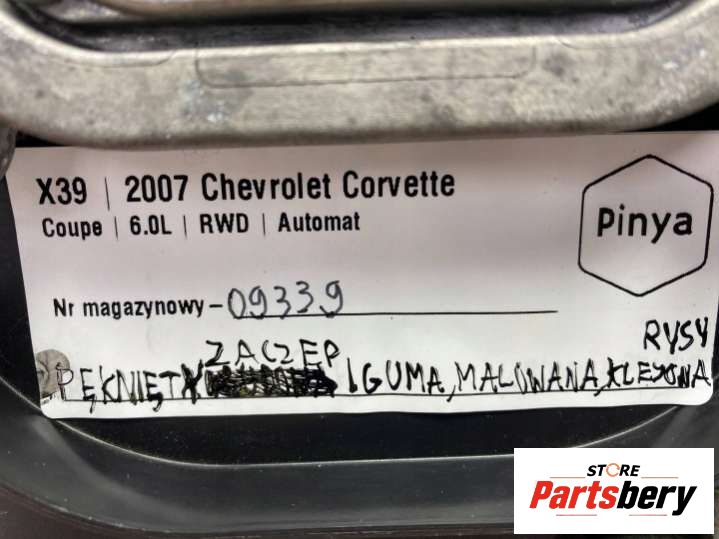 X39 | 2007 Chevrolet Corvette
Coupe | 6.0L | RWD | Automat
Pinya
Nr magazynowy - 09339
ZACZEP RYSY
PĘKNIĘTY I GUMA, MALOWANA, KLEJONA
STORE
Partsbery